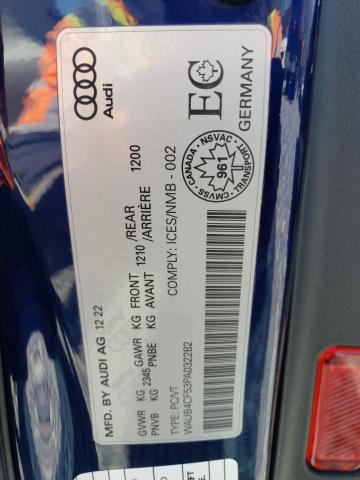 Audi
EC
GERMANY
MFD. BY AUDI AG 12 22
GVWR KG 2345 GAWR KG FRONT 1210 /REAR 1200
PNVB KG PNBE KG AVANT /ARRIÈRE
COMPLY: ICES/NMB - 002
TYPE: PC/VT
WAUB4CF53PA032282
CANADA · NSVAC
961
CMVSS · TRANSPORT